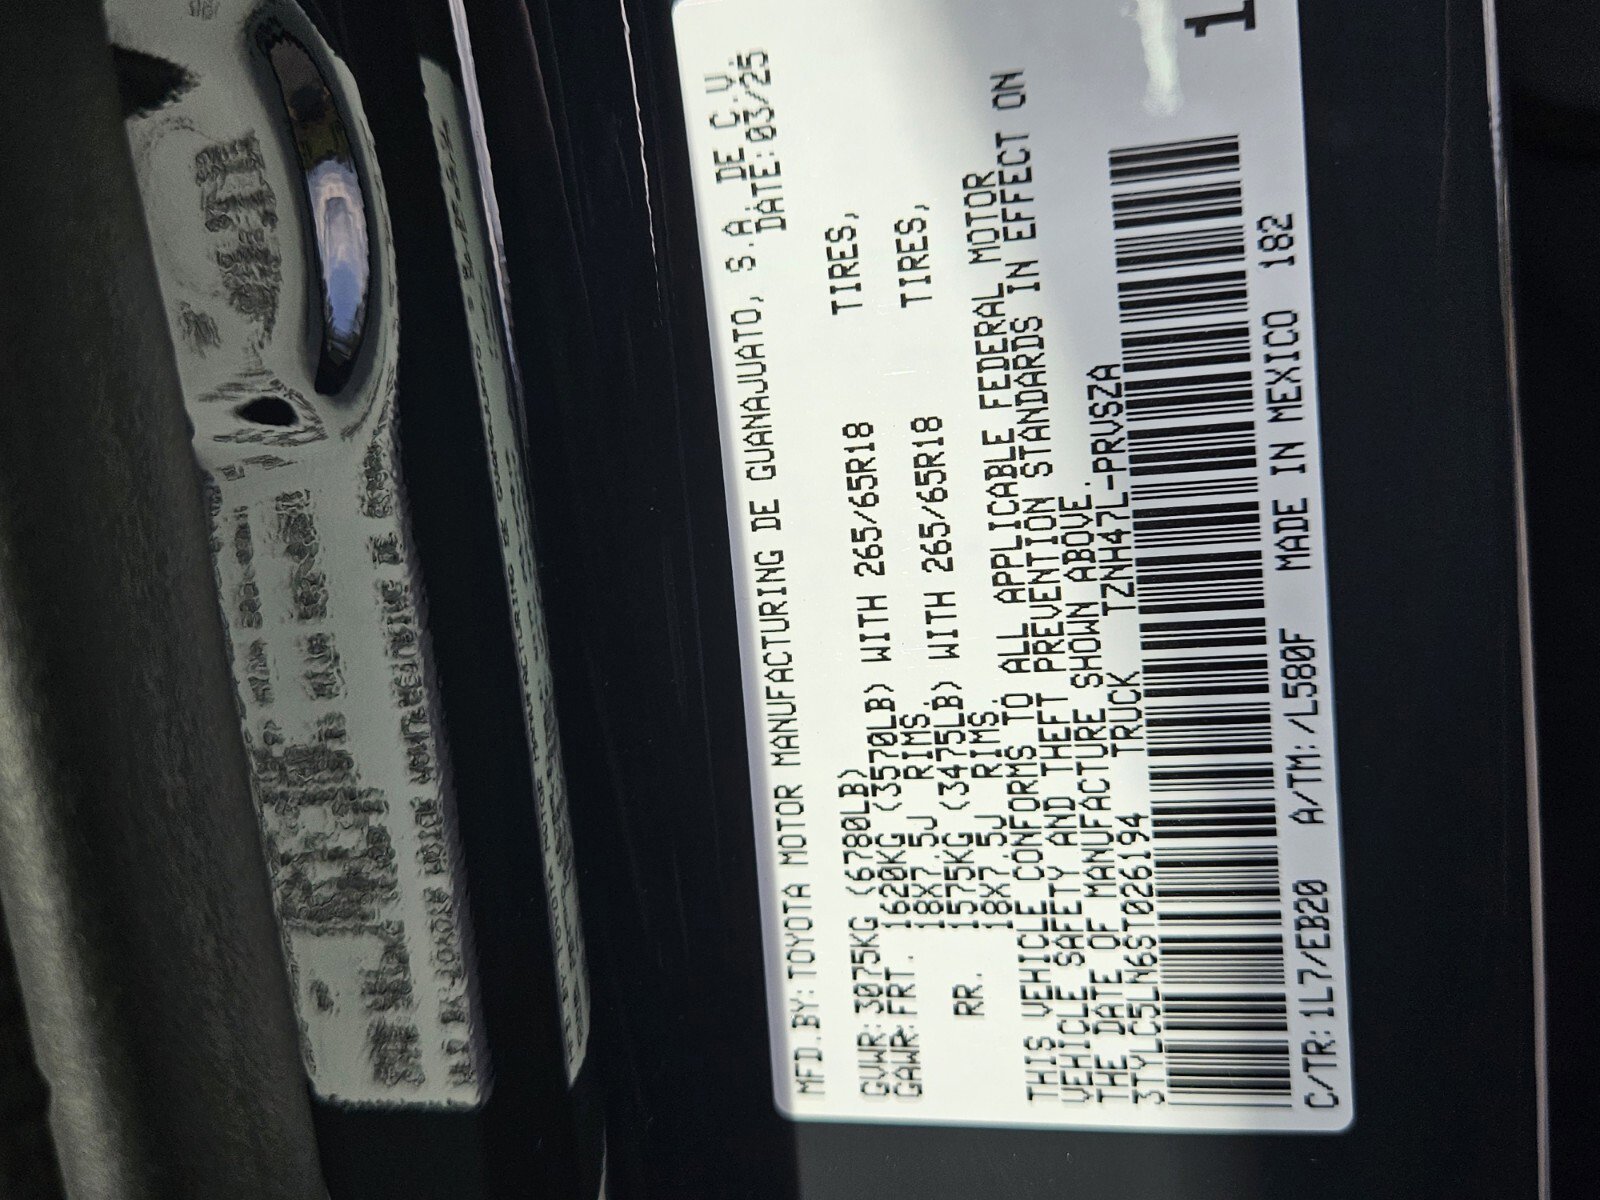 MFD.BY:TOYOTA MOTOR MANUFACTURING DE GUANAJUATO, S.A. DE C.V.
DATE:03/25
GVWR:3075KG (6780LB)
GAWR:FRT. 1620KG (3570LB) WITH 265/65R18 TIRES,
18X7.5J RIMS,
RR. 1575KG (3475LB) WITH 265/65R18 TIRES,
18X7.5J RIMS.
THIS VEHICLE CONFORMS TO ALL APPLICABLE FEDERAL MOTOR
VEHICLE SAFETY AND THEFT PREVENTION STANDARDS IN EFFECT ON
THE DATE OF MANUFACTURE SHOWN ABOVE.
3TYLC5LN6ST026194 TRUCK TZNH47L-PRVSZA
C/TR:1L7/EB20 A/TM:/L580F MADE IN MEXICO 182
1